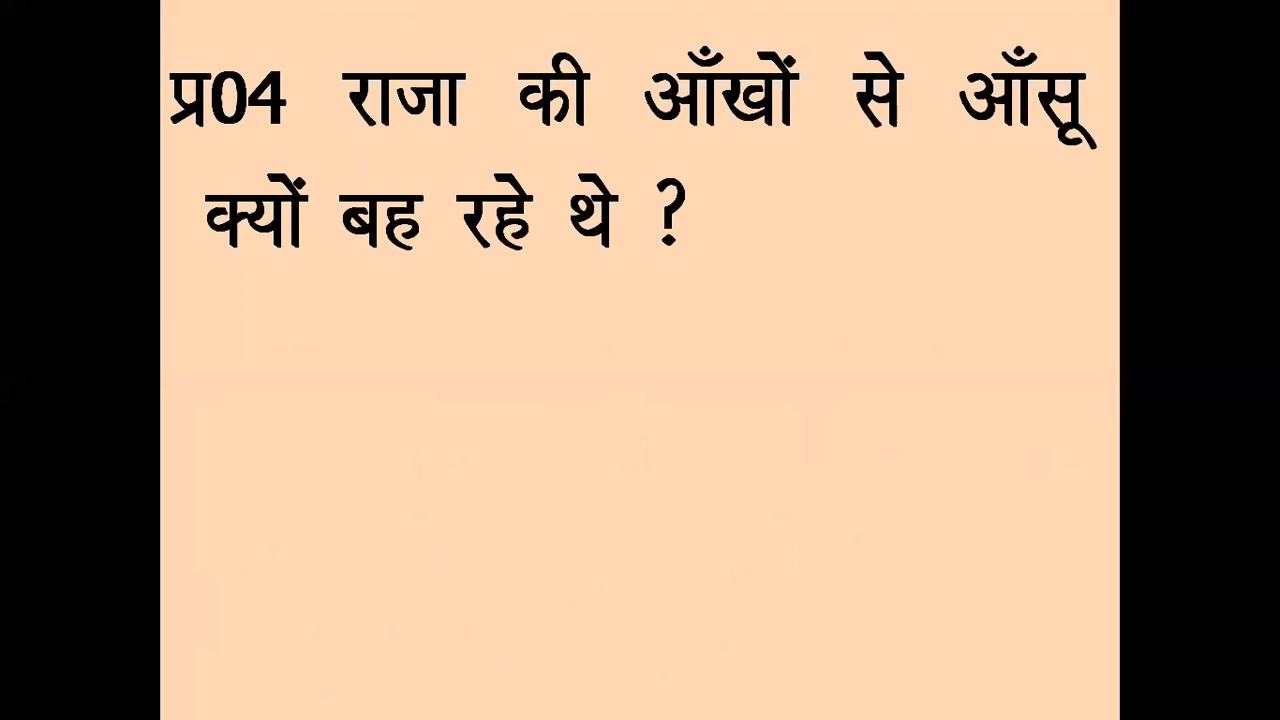 प्र04 राजा की आँखों से आँसू
क्यों बह रहे थे ?